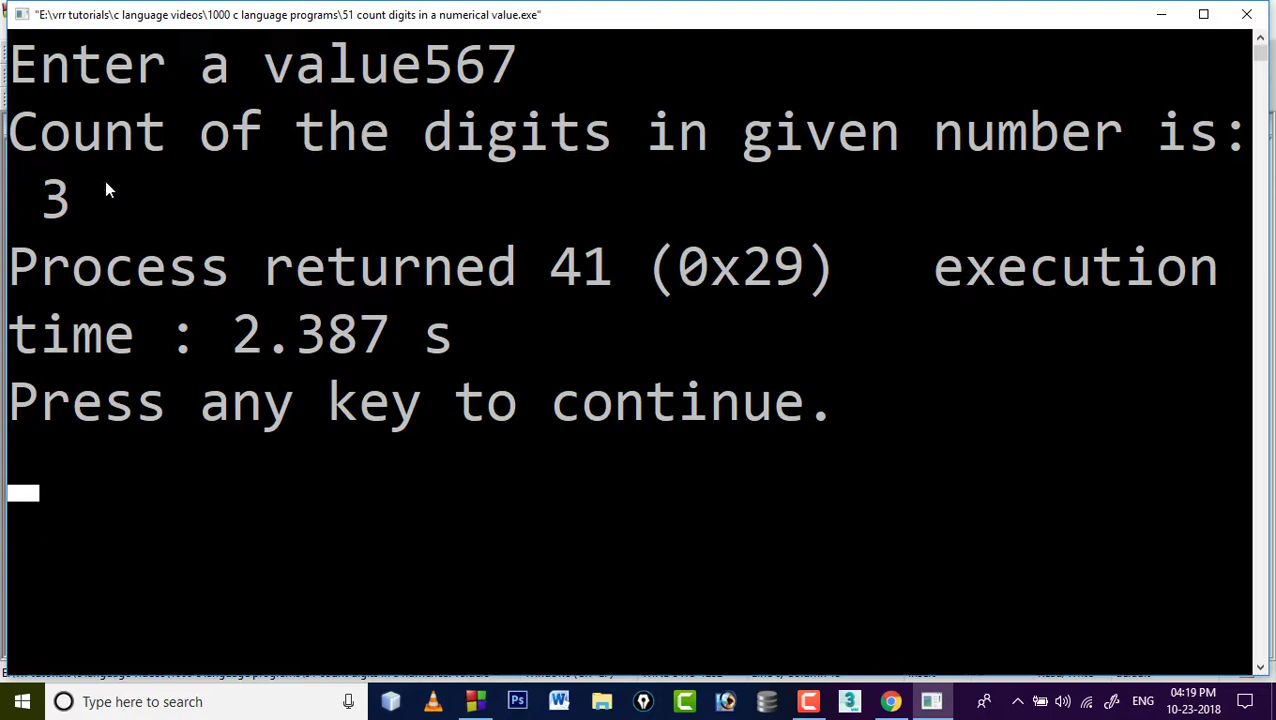 "E:\vrr tutorials\c language videos\1000 c language programs\51 count digits in a numerical value.exe"
Enter a value567
Count of the digits in given number is:
3
Process returned 41 (0x29)   execution
time : 2.387 s
Press any key to continue.
Type here to search
Ps
W
3
ENG
04:19 PM
10-23-2018